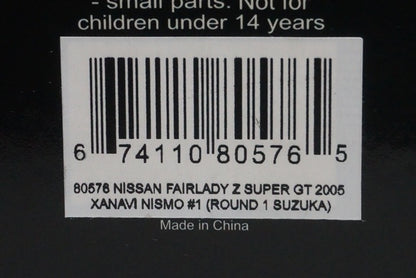 - small parts. Not for
children under 14 years
6 74110 80576 5
80576 NISSAN FAIRLADY Z SUPER GT 2005
XANAVI NISMO #1 (ROUND 1 SUZUKA)
Made in China